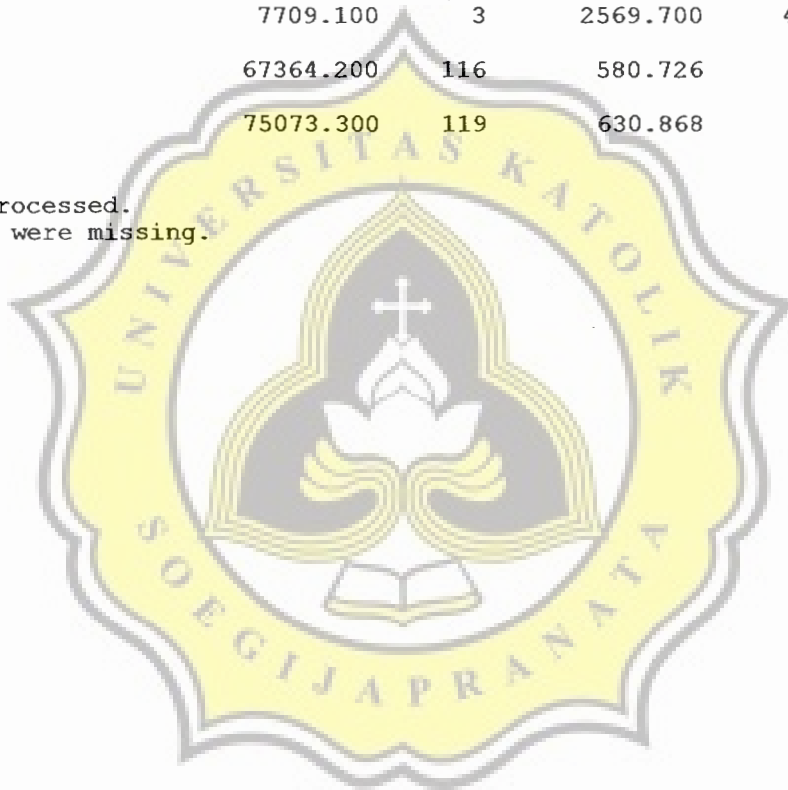 7709.100 3 2569.700 4
67364.200 116 580.726
75073.300 119 630.868
rocessed.
were missing.
UNIVERSITAS KATOLIK
SOEGIJAPRANATA